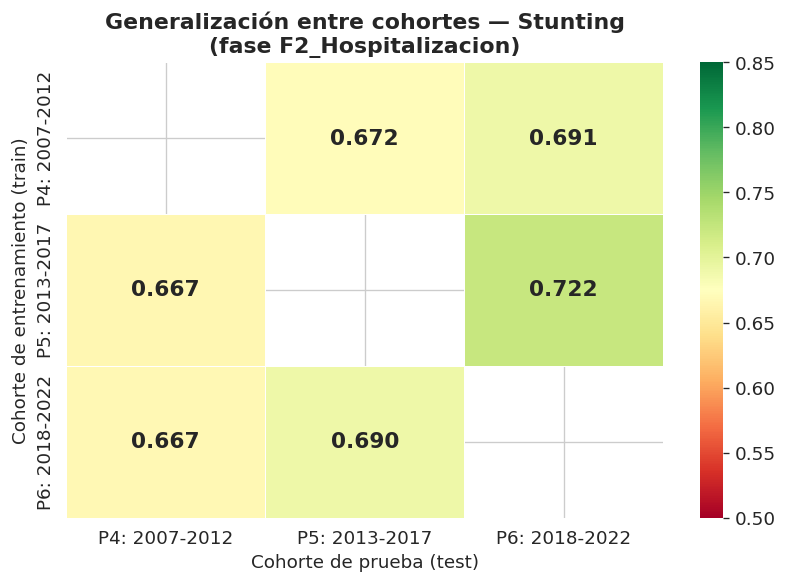 Generalización entre cohortes — Stunting
(fase F2_Hospitalizacion)
Cohorte de entrenamiento (train)
P4: 2007-2012
P5: 2013-2017
P6: 2018-2022
0.672
0.691
0.667
0.722
0.667
0.690
P4: 2007-2012
P5: 2013-2017
P6: 2018-2022
Cohorte de prueba (test)
0.85
0.80
0.75
0.70
0.65
0.60
0.55
0.50